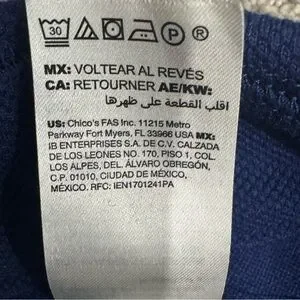 30 P ®
MX: VOLTEAR AL REVÉS
CA: RETOURNER AE/KW:
اقلب القطعة على ظهرها
US: Chico's FAS Inc. 11215 Metro
Parkway Fort Myers, FL 33966 USA MX:
IB ENTERPRISES S.A. DE C.V. CALZADA
DE LOS LEONES NO. 170, PISO 1, COL.
LOS ALPES, DEL. ÁLVARO OBREGÓN.
C.P. 01010, CIUDAD DE MÉXICO,
MÉXICO. RFC: IEN1701241PA